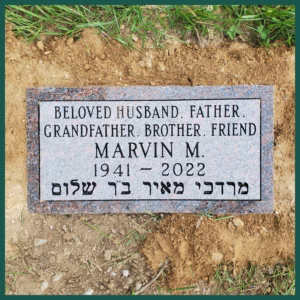 BELOVED HUSBAND. FATHER.
GRANDFATHER. BROTHER. FRIEND
MARVIN M.
1941 – 2022
מרדכי מאיר ב״ר שלום